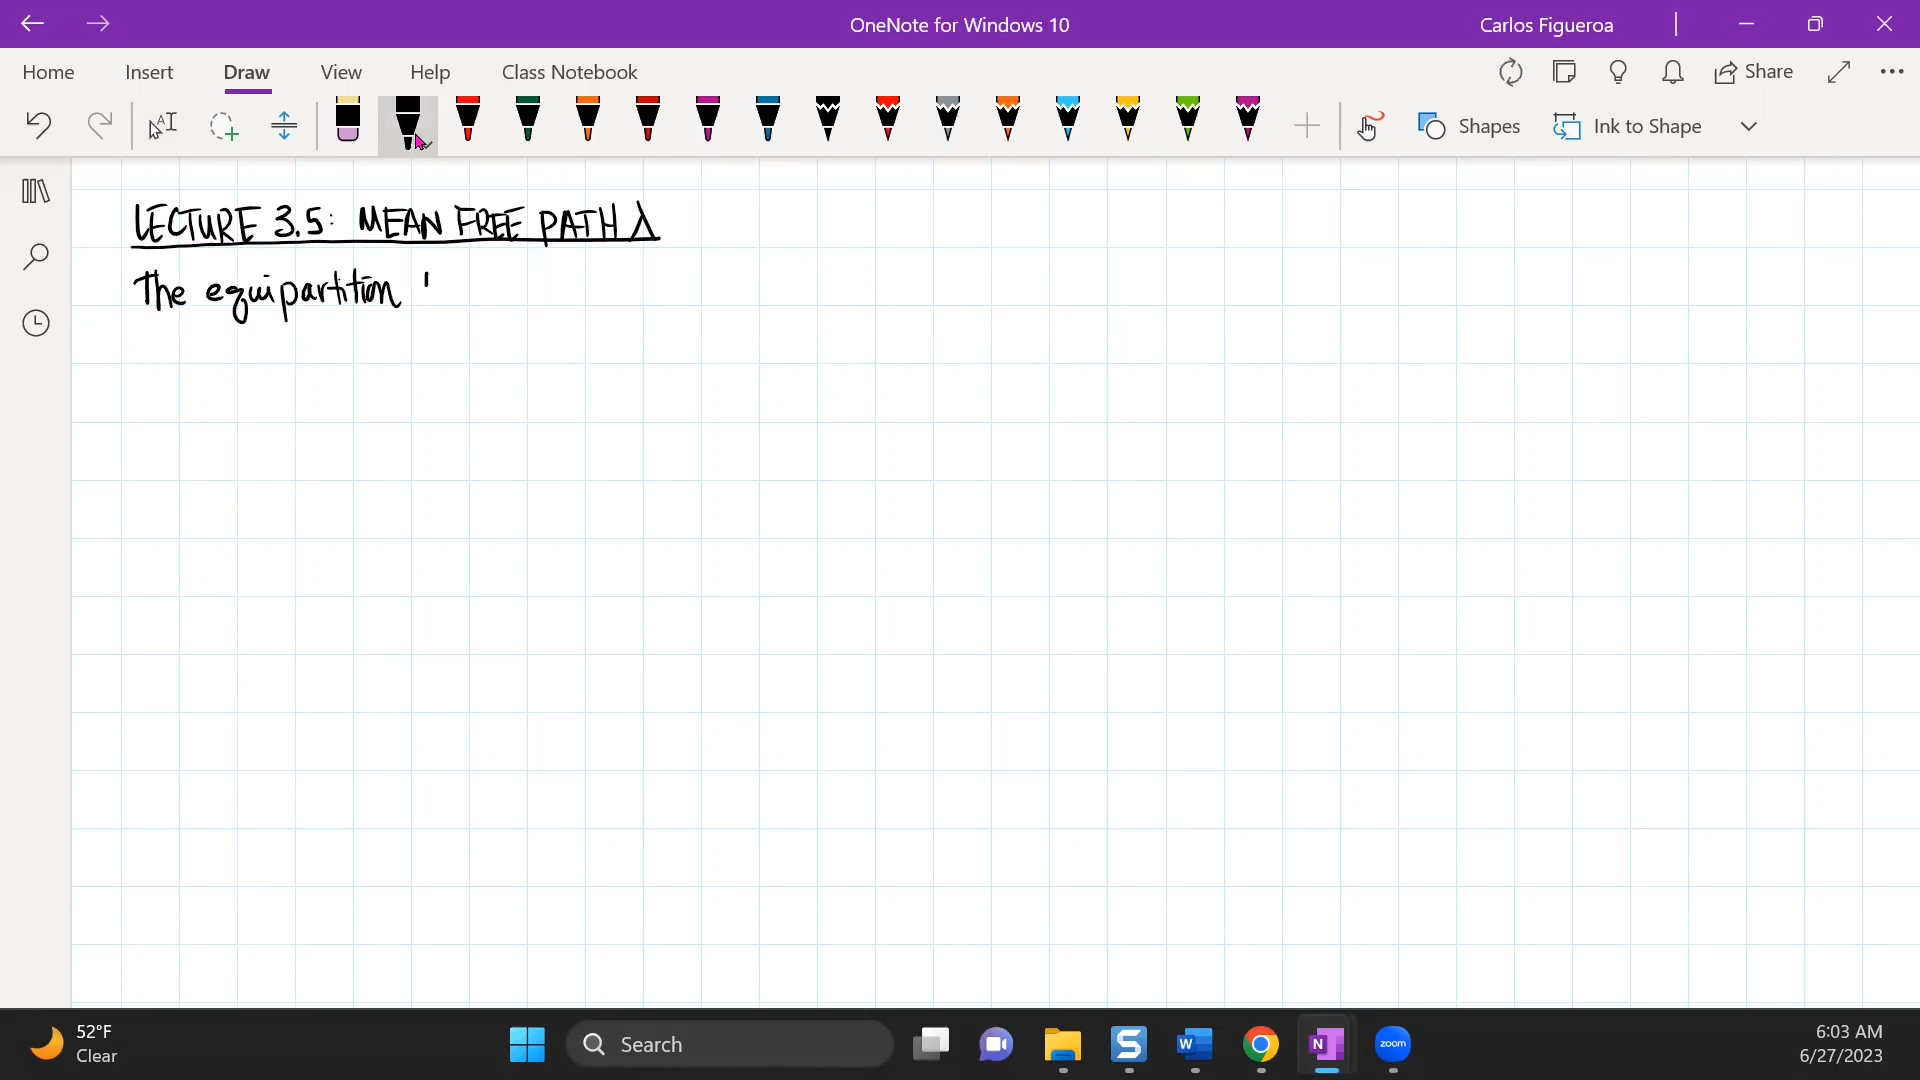 OneNote for Windows 10
Carlos Figueroa
Home Insert Draw View Help Class Notebook
Share
Shapes
Ink to Shape
LECTURE 3.5: MEAN FREE PATH λ
The equipartition
52°F
Clear
Search
W
N
zoom
6:03 AM
6/27/2023